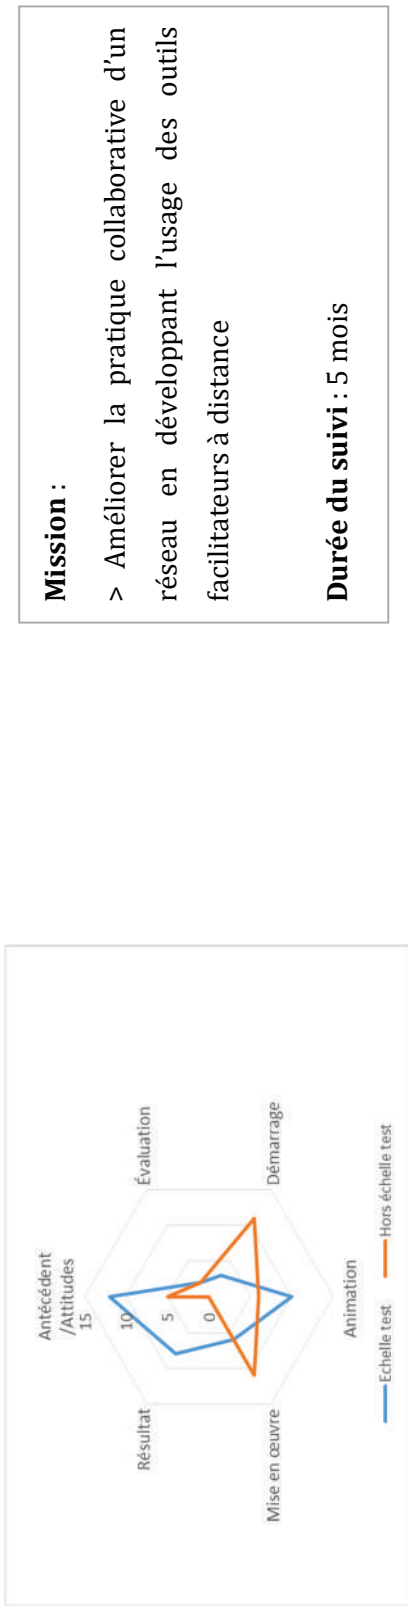 Antécédent
/Attitudes
15
10
5
0
Évaluation
Démarrage
Animation
Mise en œuvre
Résultat
Echelle test
Hors échelle test
Mission :
> Améliorer la pratique collaborative d'un
réseau en développant l'usage des outils
facilitateurs à distance
Durée du suivi : 5 mois